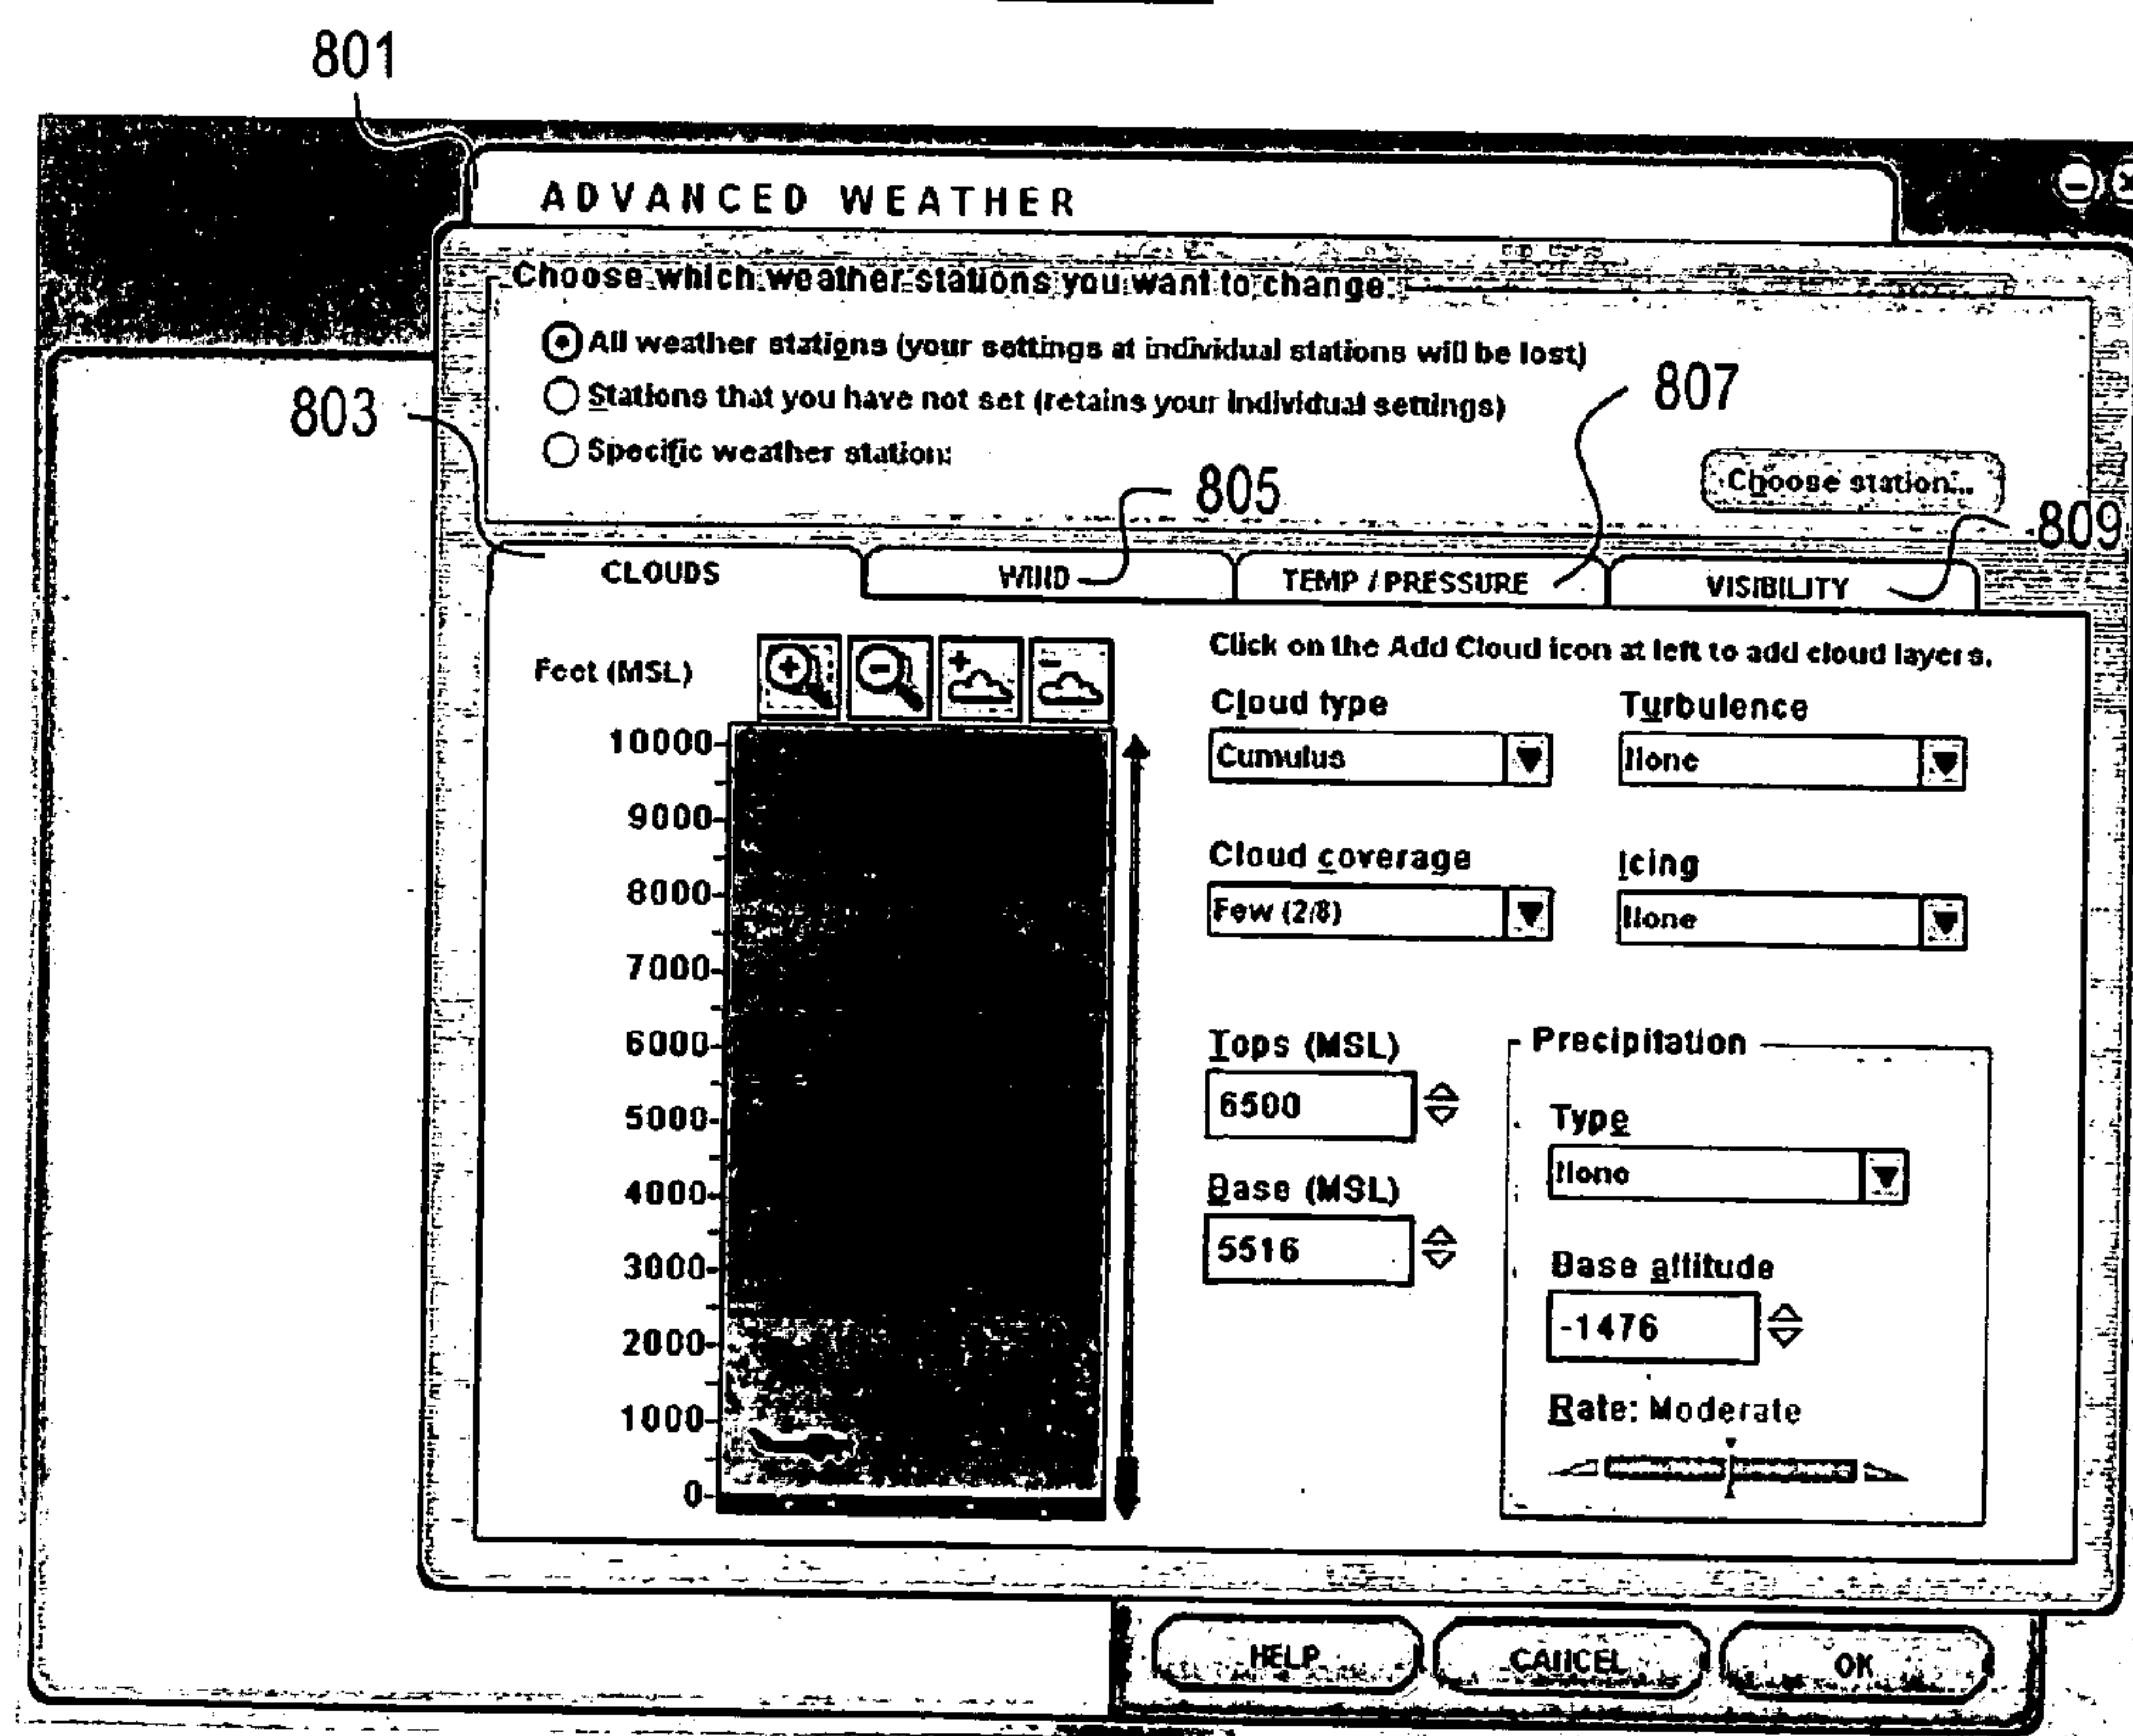 801
ADVANCED WEATHER
Choose which weather stations you want to change:
All weather stations (your settings at individual stations will be lost)
803
Stations that you have not set (retains your individual settings)
807
Specific weather station:
805
Choose station...
809
CLOUDS
WIND
TEMP / PRESSURE
VISIBILITY
Feet (MSL)
Click on the Add Cloud icon at left to add cloud layers.
Cloud type
Turbulence
Cumulus
None
Cloud coverage
Icing
Few (2/8)
None
10000
9000
8000
7000
6000
5000
4000
3000
2000
1000
0
Tops (MSL)
6500
Base (MSL)
5516
Precipitation
Type
None
Base altitude
-1476
Rate: Moderate
HELP
CANCEL
OK